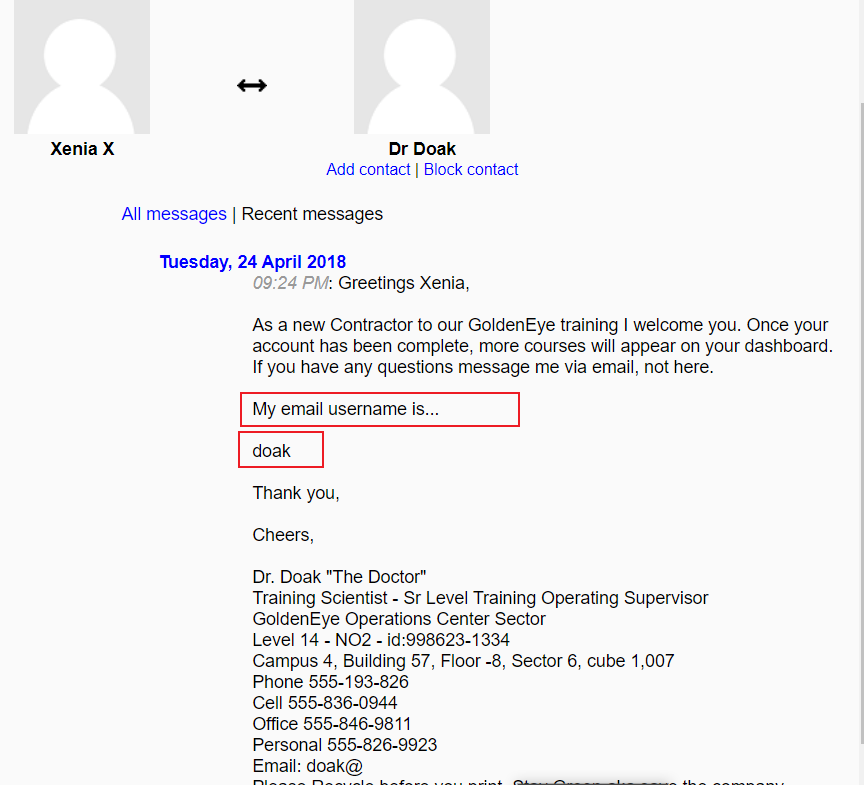 Xenia X
Dr Doak
Add contact | Block contact
All messages | Recent messages
Tuesday, 24 April 2018
09:24 PM: Greetings Xenia,
As a new Contractor to our GoldenEye training I welcome you. Once your
account has been complete, more courses will appear on your dashboard.
If you have any questions message me via email, not here.
My email username is...
doak
Thank you,
Cheers,
Dr. Doak "The Doctor"
Training Scientist - Sr Level Training Operating Supervisor
GoldenEye Operations Center Sector
Level 14 - NO2 - id:998623-1334
Campus 4, Building 57, Floor -8, Sector 6, cube 1,007
Phone 555-193-826
Cell 555-836-0944
Office 555-846-9811
Personal 555-826-9923
Email: doak@
Please Recycle before you print, Stay Green aka save the company